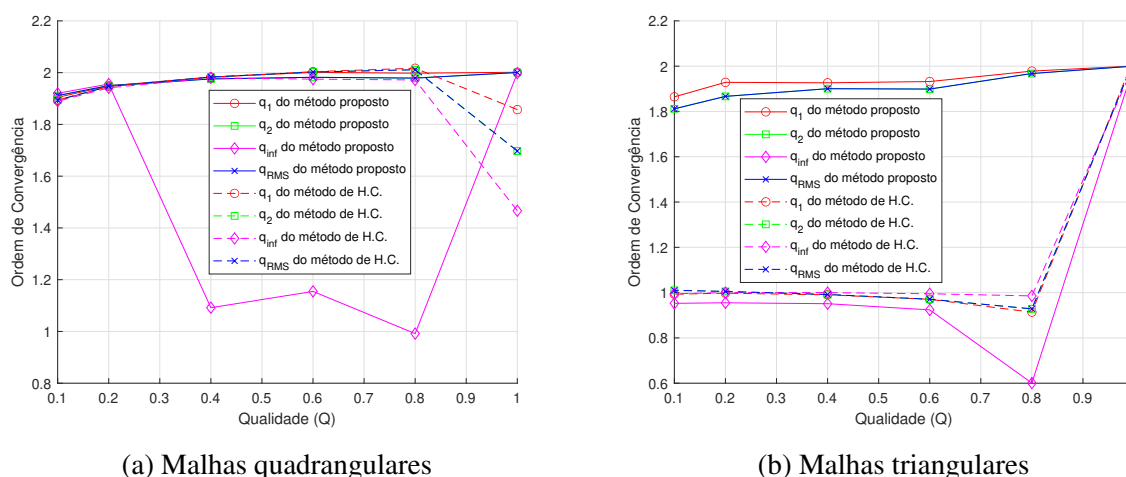 2.2
2
1.8
1.6
1.4
1.2
1
0.8
Ordem de Convergência
0.1 0.2 0.3 0.4 0.5 0.6 0.7 0.8 0.9 1
Qualidade (Q)
q1 do método proposto
q2 do método proposto
qinf do método proposto
qRMS do método proposto
q1 do método de H.C.
q2 do método de H.C.
qinf do método de H.C.
qRMS do método de H.C.
(a) Malhas quadrangulares
2.2
2
1.8
1.6
1.4
1.2
1
0.8
0.6
Ordem de Convergência
0.1 0.2 0.3 0.4 0.5 0.6 0.7 0.8 0.9
Qualidade (Q)
q1 do método proposto
q2 do método proposto
qinf do método proposto
qRMS do método proposto
q1 do método de H.C.
q2 do método de H.C.
qinf do método de H.C.
qRMS do método de H.C.
(b) Malhas triangulares